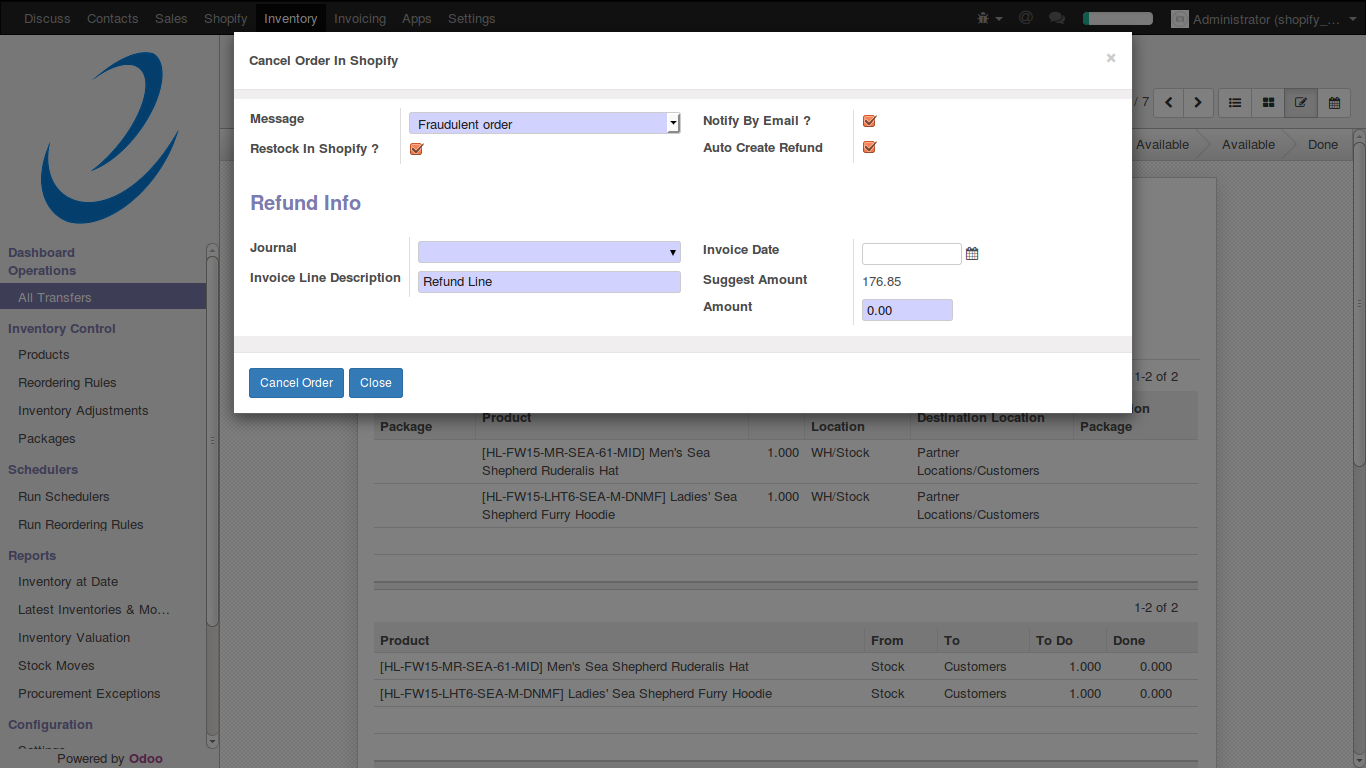 Discuss Contacts Sales Shopify Inventory Invoicing Apps Settings @ Administrator (shopify_...
Cancel Order In Shopify ×
Message Fraudulent order Notify By Email ?
Restock In Shopify ? Auto Create Refund
Refund Info
Journal Invoice Date
Invoice Line Description Refund Line Suggest Amount 176.85
Amount 0.00
Cancel Order Close
/ 7
Available Available Done
Dashboard
Operations
All Transfers
Inventory Control
Products
Reordering Rules
Inventory Adjustments
Packages
Schedulers
Run Schedulers
Run Reordering Rules
Reports
Inventory at Date
Latest Inventories & Mo...
Inventory Valuation
Stock Moves
Procurement Exceptions
Configuration
Settings
Powered by Odoo
1-2 of 2
Package Product Location Destination Location Package
[HL-FW15-MR-SEA-61-MID] Men's Sea 1.000 WH/Stock Partner
Shepherd Ruderalis Hat Locations/Customers
[HL-FW15-LHT6-SEA-M-DNMF] Ladies' Sea 1.000 WH/Stock Partner
Shepherd Furry Hoodie Locations/Customers
1-2 of 2
Product From To To Do Done
[HL-FW15-MR-SEA-61-MID] Men's Sea Shepherd Ruderalis Hat Stock Customers 1.000 0.000
[HL-FW15-LHT6-SEA-M-DNMF] Ladies' Sea Shepherd Furry Hoodie Stock Customers 1.000 0.000